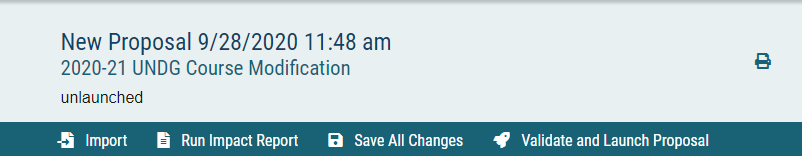 New Proposal 9/28/2020 11:48 am
2020-21 UNDG Course Modification
unlaunched
Import Run Impact Report Save All Changes Validate and Launch Proposal